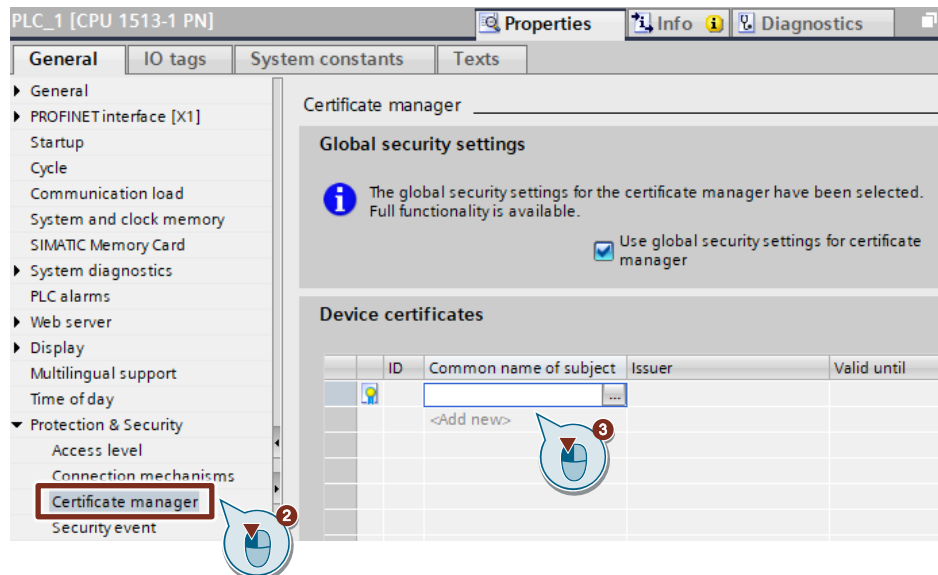 PLC_1 [CPU 1513-1 PN]
Properties
Info
Diagnostics
General
IO tags
System constants
Texts
General
PROFINET interface [X1]
Startup
Cycle
Communication load
System and clock memory
SIMATIC Memory Card
System diagnostics
PLC alarms
Web server
Display
Multilingual support
Time of day
Protection & Security
Access level
Connection mechanisms
Certificate manager
Security event
2
Certificate manager
Global security settings
The global security settings for the certificate manager have been selected.
Full functionality is available.
Use global security settings for certificate
manager
Device certificates
ID
Common name of subject
Issuer
Valid until
...
<Add new>
3